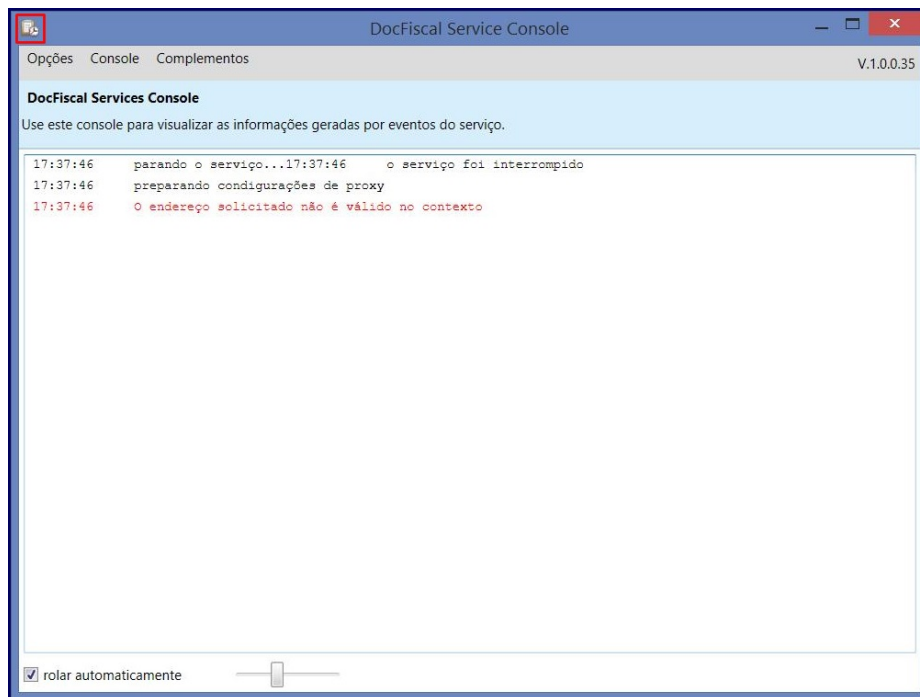 DocFiscal Service Console
Opções Console Complementos V.1.0.0.35
DocFiscal Services Console
Use este console para visualizar as informações geradas por eventos do serviço.
17:37:46 parando o serviço...17:37:46 o serviço foi interrompido
17:37:46 preparando condigurações de proxy
17:37:46 O endereço solicitado não é válido no contexto
rolar automaticamente